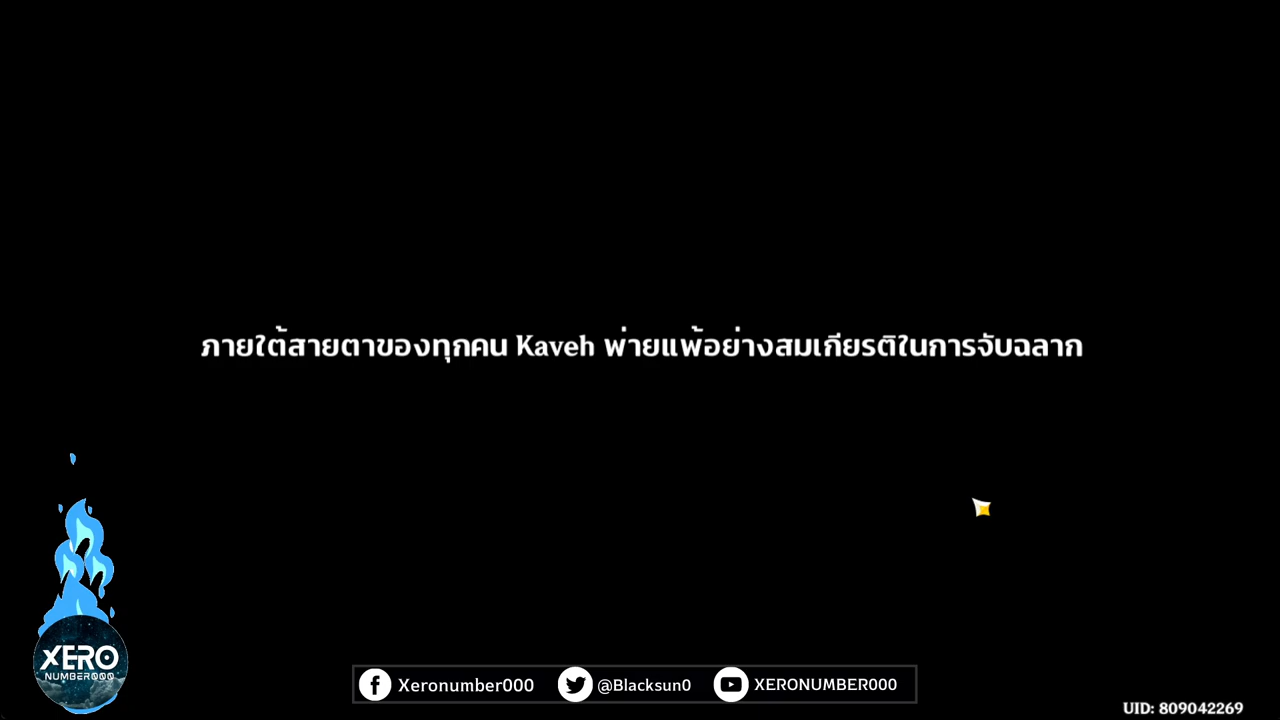 ภายใต้สายตาของทุกคน Kaveh พ่ายแพ้อย่างสมเกียรติในการจับฉลาก
XERO
NUMBER000
Xeronumber000 @Blacksun0 XERONUMBER000
UID: 809042269